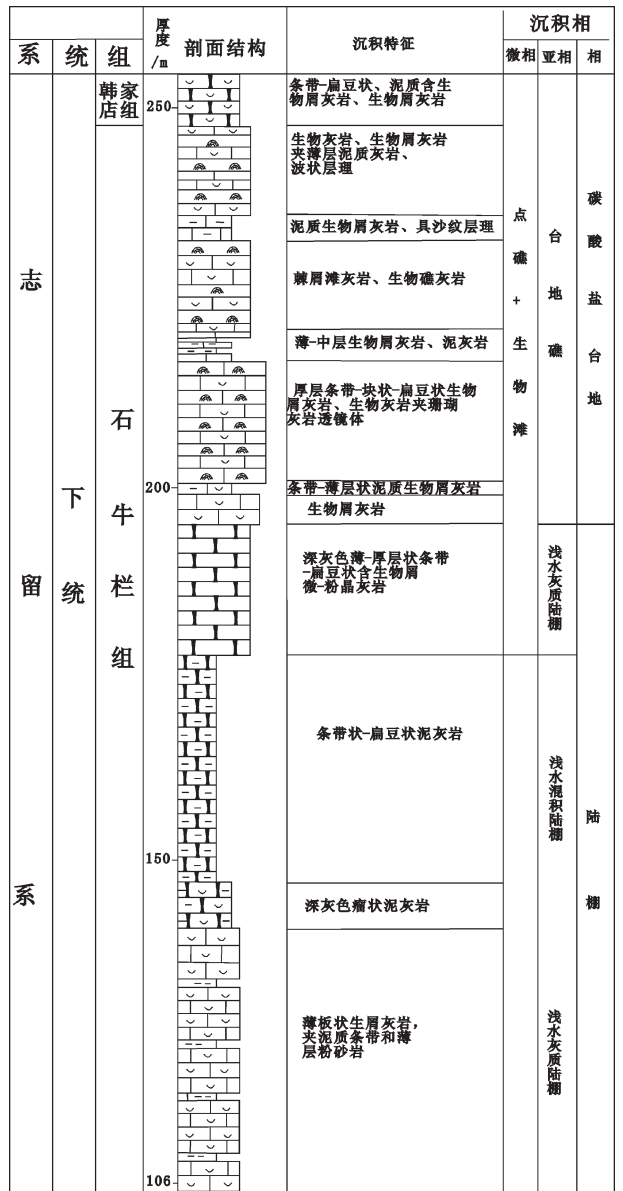 沉积相
系 统 组 厚度/m 剖面结构 沉积特征 微相 亚相 相
志留系
下统
韩家
店组
石牛栏组
250
200
150
106
条带-扁豆状、泥质含生
物屑灰岩、生物屑灰岩
生物灰岩、生物屑灰岩
夹薄层泥质灰岩、
波状层理
泥质生物屑灰岩、具沙纹层理
棘屑滩灰岩、生物礁灰岩
薄-中层生物屑灰岩、泥灰岩
厚层条带-块状-扁豆状生物
屑灰岩、生物灰岩夹珊瑚
灰岩透镜体
条带-薄层状泥质生物屑灰岩
生物屑灰岩
深灰色薄-厚层状条带
-扁豆状含生物屑
微-粉晶灰岩
条带状-扁豆状泥灰岩
深灰色瘤状泥灰岩
薄板状生屑灰岩,
夹泥质条带和薄
层粉砂岩
点礁+生物滩
台地礁
浅水灰质陆棚
浅水混积陆棚
浅水灰质陆棚
碳酸盐台地
陆棚